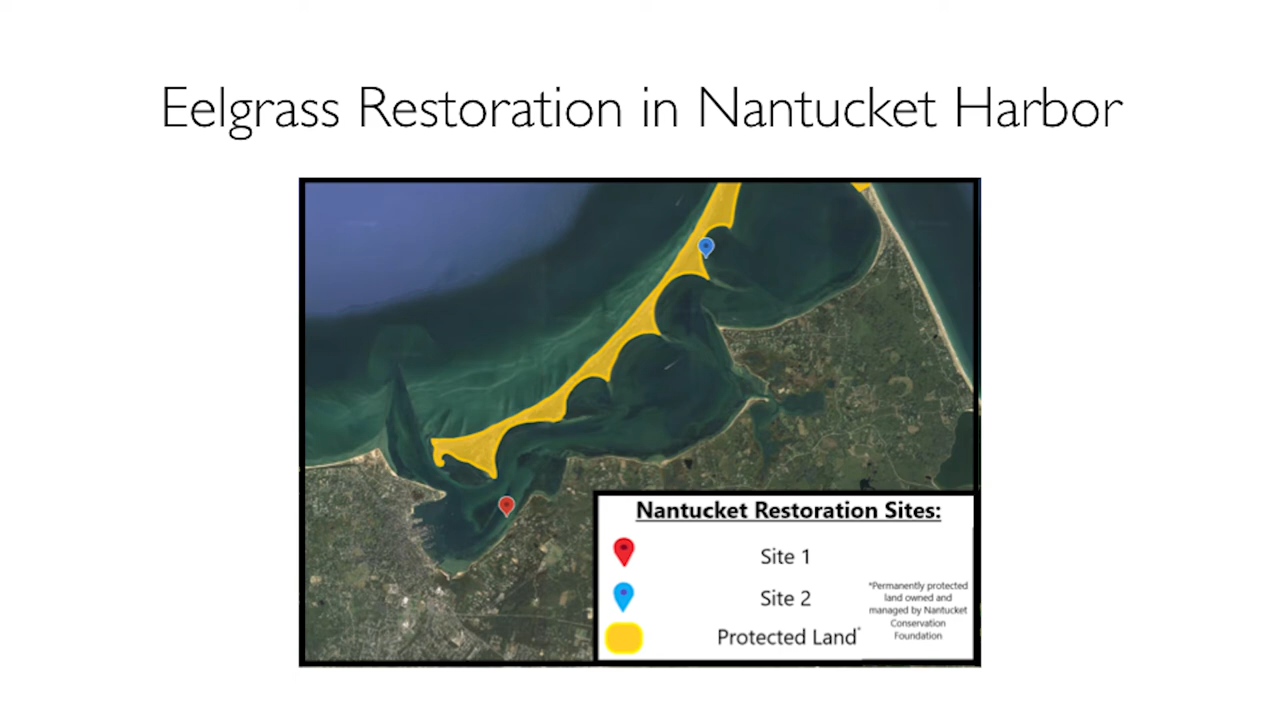 Eelgrass Restoration in Nantucket Harbor
Nantucket Restoration Sites:
Site 1
Site 2
Protected Land*
*Permanently protected
land owned and
managed by Nantucket
Conservation
Foundation